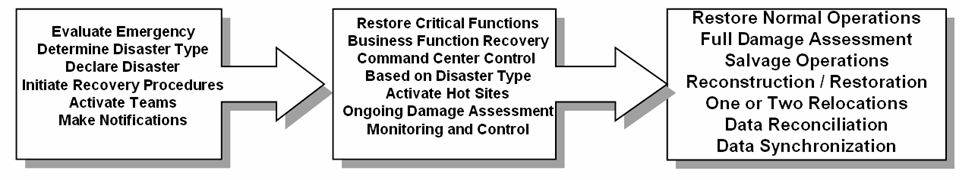 Evaluate Emergency
Determine Disaster Type
Declare Disaster
Initiate Recovery Procedures
Activate Teams
Make Notifications
Restore Critical Functions
Business Function Recovery
Command Center Control
Based on Disaster Type
Activate Hot Sites
Ongoing Damage Assessment
Monitoring and Control
Restore Normal Operations
Full Damage Assessment
Salvage Operations
Reconstruction / Restoration
One or Two Relocations
Data Reconciliation
Data Synchronization